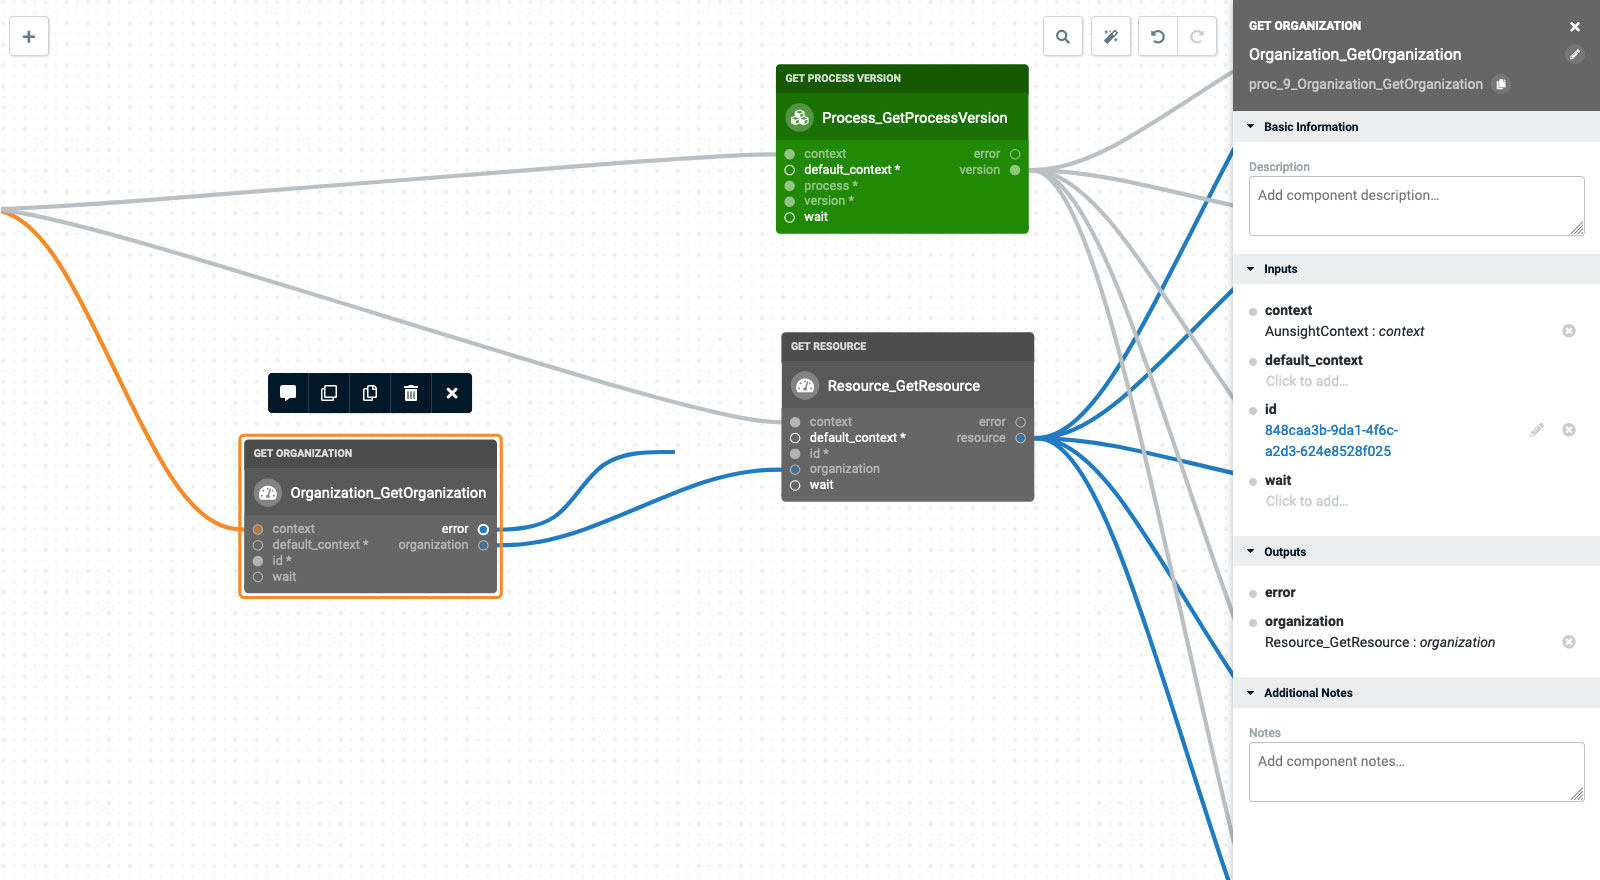 GET PROCESS VERSION
Process_GetProcessVersion
context
error
default_context *
version
process *
version *
wait
GET RESOURCE
Resource_GetResource
context
error
default_context *
resource
id *
organization
wait
GET ORGANIZATION
Organization_GetOrganization
context
error
default_context *
organization
id *
wait
GET ORGANIZATION
Organization_GetOrganization
proc_9_Organization_GetOrganization
Basic Information
Description
Add component description...
Inputs
context
AunsightContext : context
default_context
Click to add...
id
848caa3b-9da1-4f6c-
a2d3-624e8528f025
wait
Click to add...
Outputs
error
organization
Resource_GetResource : organization
Additional Notes
Notes
Add component notes...